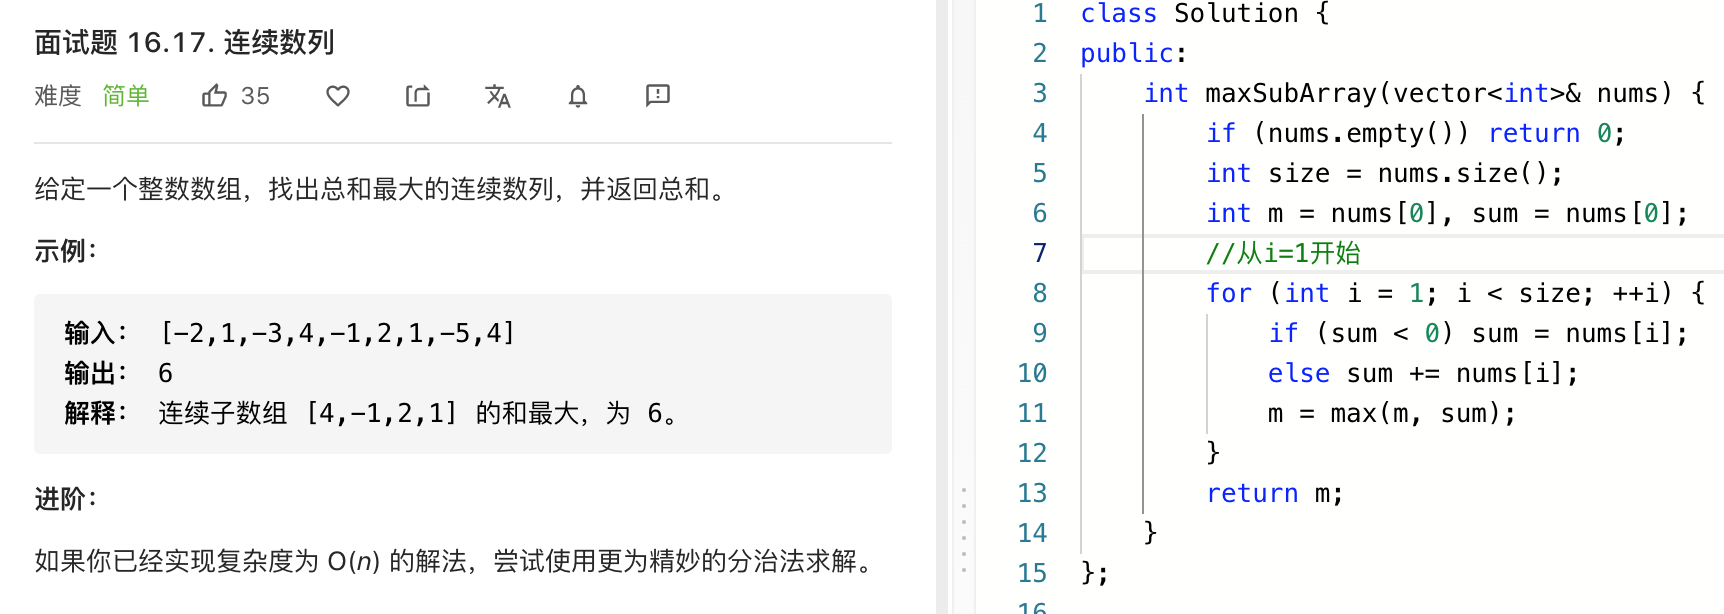 面试题 16.17. 连续数列
难度 简单 35
给定一个整数数组，找出总和最大的连续数列，并返回总和。
示例：
输入： [-2,1,-3,4,-1,2,1,-5,4]
输出： 6
解释： 连续子数组 [4,-1,2,1] 的和最大，为 6。
进阶：
如果你已经实现复杂度为 O(n) 的解法，尝试使用更为精妙的分治法求解。
1 class Solution {
2 public:
3     int maxSubArray(vector<int>& nums) {
4         if (nums.empty()) return 0;
5         int size = nums.size();
6         int m = nums[0], sum = nums[0];
7         //从i=1开始
8         for (int i = 1; i < size; ++i) {
9             if (sum < 0) sum = nums[i];
10             else sum += nums[i];
11             m = max(m, sum);
12         }
13         return m;
14     }
15 };
16